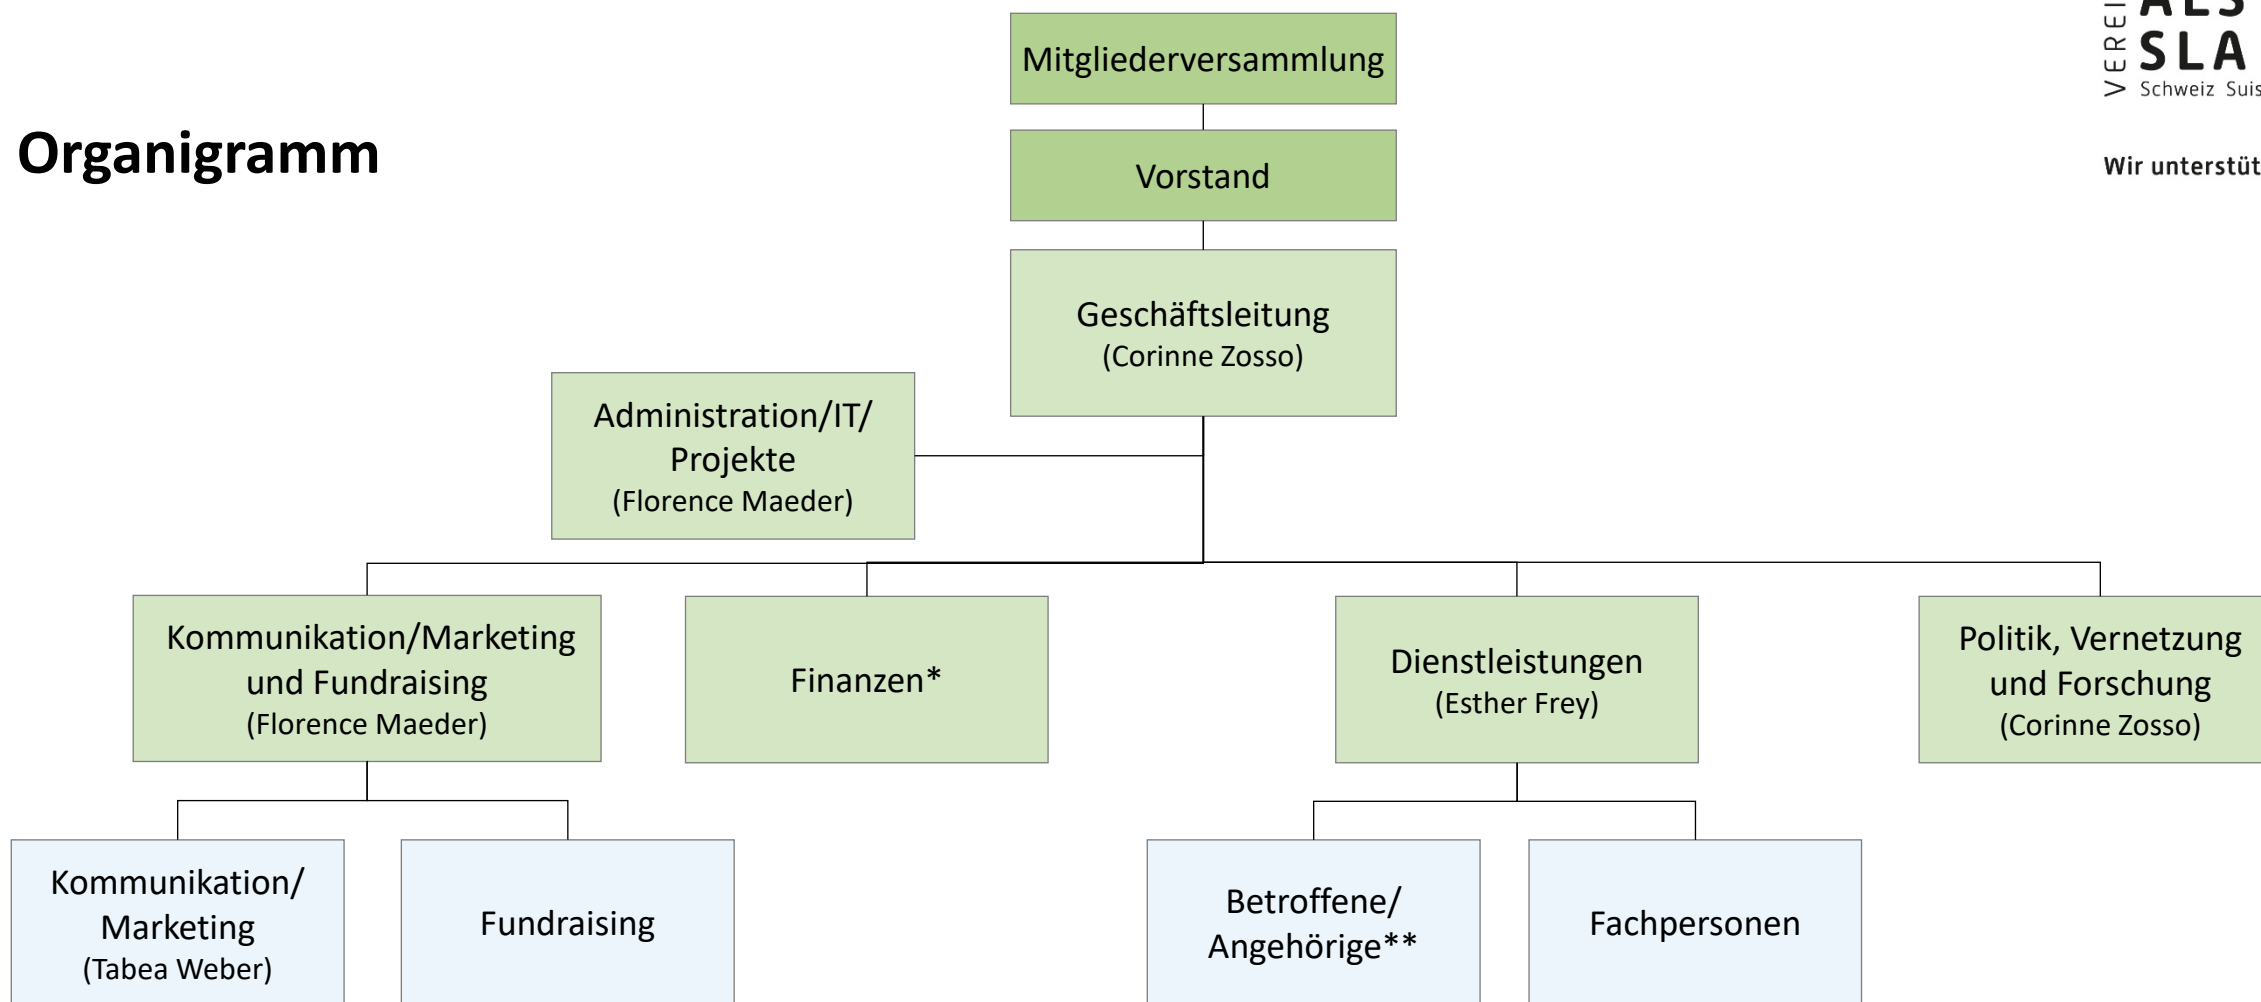 Organigramm
ALS
SLA
Schweiz
Mitgliederversammlung
Vorstand
Geschäftsleitung
(Corinne Zosso)
Administration/IT/
Projekte
(Florence Maeder)
Kommunikation/Marketing
und Fundraising
(Florence Maeder)
Finanzen*
Dienstleistungen
(Esther Frey)
Politik, Vernetzung
und Forschung
(Corinne Zosso)
Kommunikation/
Marketing
(Tabea Weber)
Fundraising
Betroffene/
Angehörige**
Fachpersonen
Wir